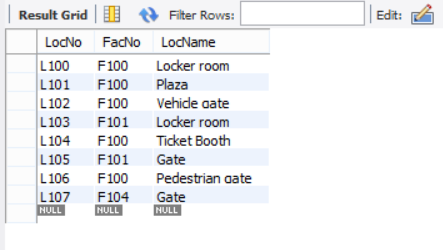 Result Grid Filter Rows: Edit:
LocNo FacNo LocName
L100 F100 Locker room
L101 F100 Plaza
L102 F100 Vehicle gate
L103 F101 Locker room
L104 F100 Ticket Booth
L105 F101 Gate
L106 F100 Pedestrian gate
L107 F104 Gate
NULL NULL NULL